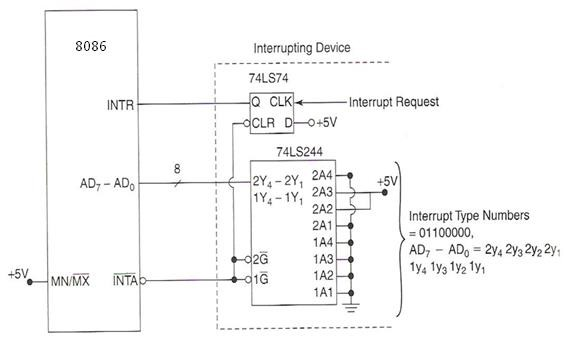 8086
Interrupting Device
74LS74
INTR
Q CLK
Interrupt Request
CLR D
+5V
74LS244
8
AD₇ – AD₀
2Y₄ – 2Y₁
1Y₄ – 1Y₁
2A4
2A3
2A2
2A1
1A4
1A3
1A2
1A1
+5V
Interrupt Type Numbers
= 01100000,
AD₇ – AD₀ = 2y₄ 2y₃ 2y₂ 2y₁
1y₄ 1y₃ 1y₂ 1y₁
2G̅
1G̅
+5V
MN/M̅X̅
I̅N̅T̅A̅